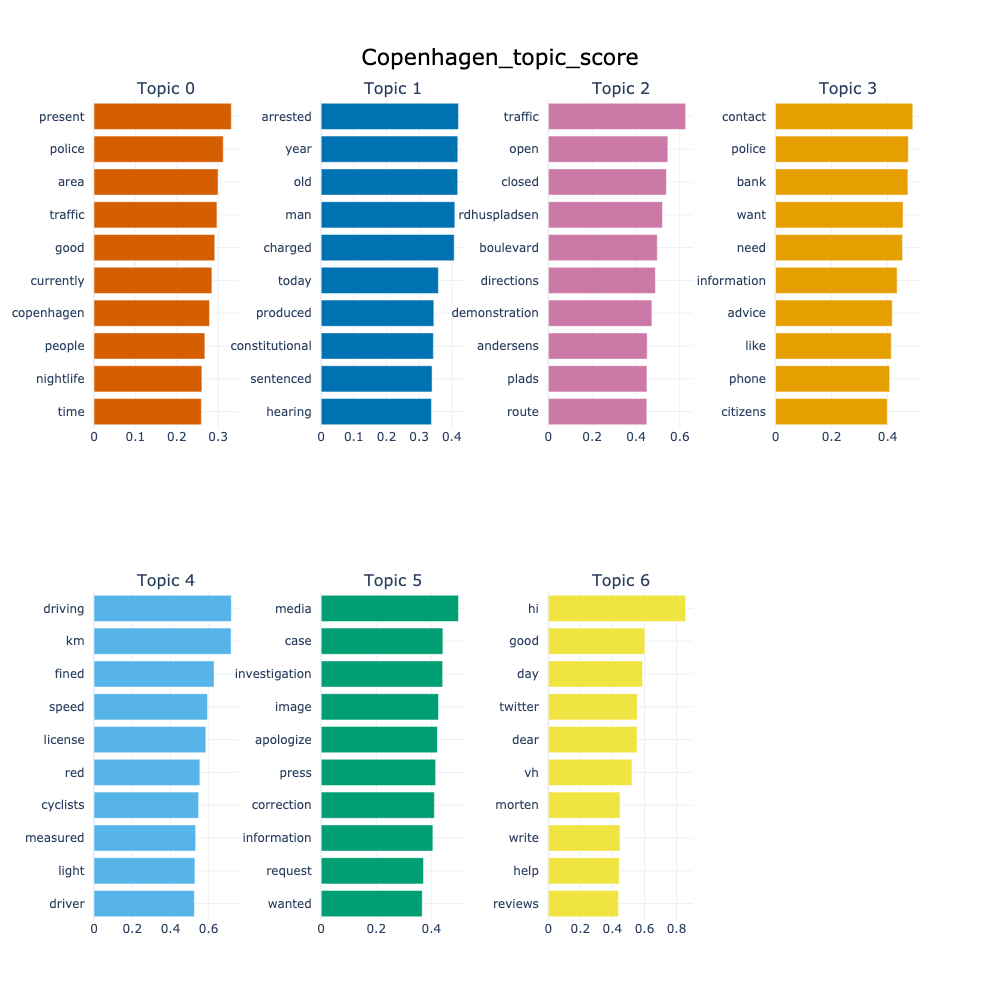 Copenhagen_topic_score
Topic 0
present
police
area
traffic
good
currently
copenhagen
people
nightlife
time
0 0.1 0.2 0.3
Topic 1
arrested
year
old
man
charged
today
produced
constitutional
sentenced
hearing
0 0.1 0.2 0.3 0.4
Topic 2
traffic
open
closed
rdhuspladsen
boulevard
directions
demonstration
andersens
plads
route
0 0.2 0.4 0.6
Topic 3
contact
police
bank
want
need
information
advice
like
phone
citizens
0 0.2 0.4
Topic 4
driving
km
fined
speed
license
red
cyclists
measured
light
driver
0 0.2 0.4 0.6
Topic 5
media
case
investigation
image
apologize
press
correction
information
request
wanted
0 0.2 0.4
Topic 6
hi
good
day
twitter
dear
vh
morten
write
help
reviews
0 0.2 0.4 0.6 0.8